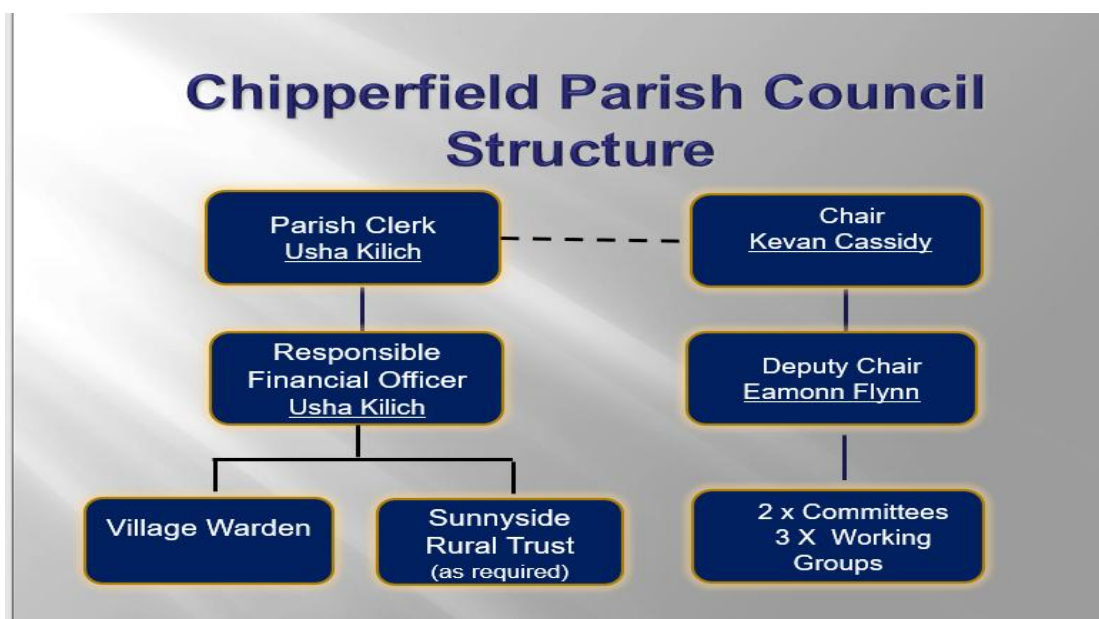 Chipperfield Parish Council
Structure
Parish Clerk
Usha Kilich
Chair
Kevan Cassidy
Responsible
Financial Officer
Usha Kilich
Deputy Chair
Eamonn Flynn
Village Warden
Sunnyside
Rural Trust
(as required)
2 x Committees
3 X Working
Groups